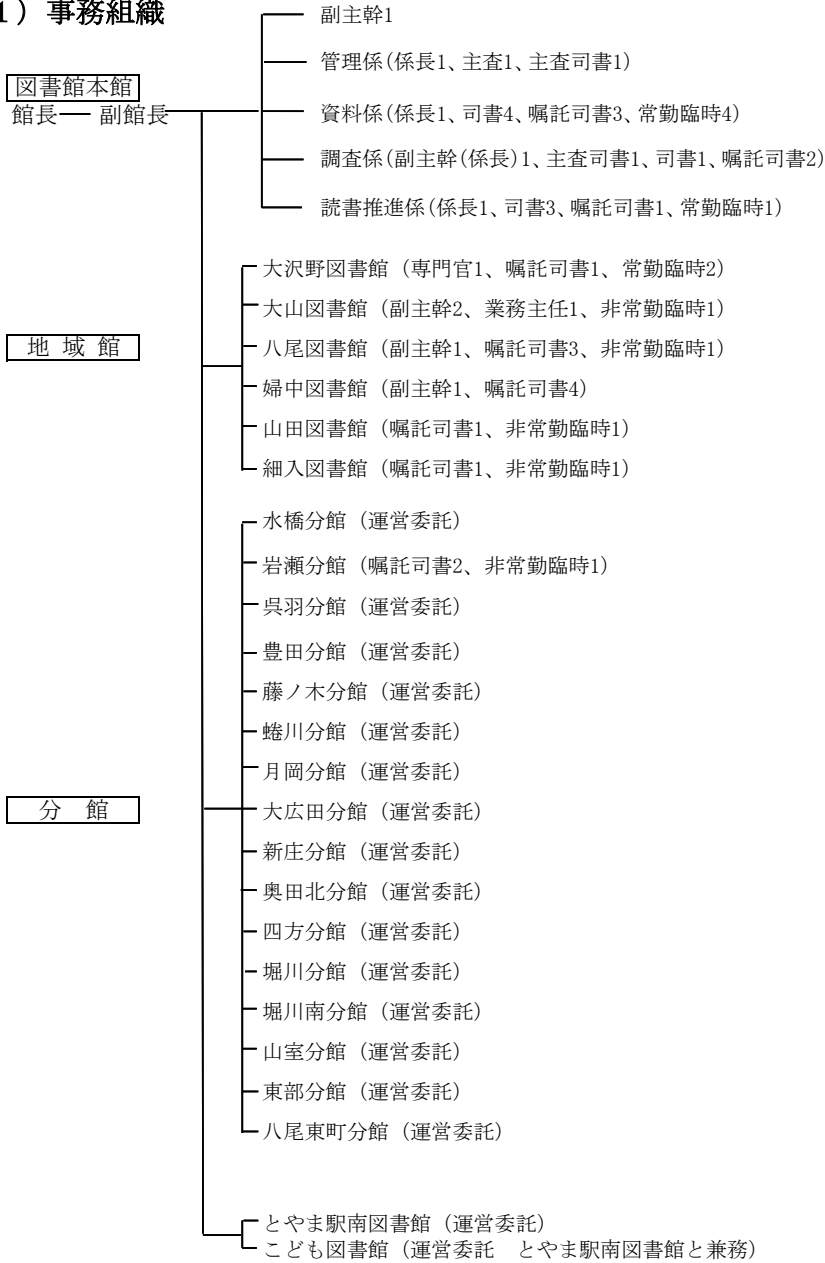 1) 事務組織
副主幹1
管理係(係長1、主査1、主査司書1)
図書館本館
館長── 副館長
資料係(係長1、司書4、嘱託司書3、常勤臨時4)
調査係(副主幹(係長)1、主査司書1、司書1、嘱託司書2)
読書推進係(係長1、司書3、嘱託司書1、常勤臨時1)
大沢野図書館 (専門官1、嘱託司書1、常勤臨時2)
大山図書館 (副主幹2、業務主任1、非常勤臨時1)
地 域 館
八尾図書館 (副主幹1、嘱託司書3、非常勤臨時1)
婦中図書館 (副主幹1、嘱託司書4)
山田図書館 (嘱託司書1、非常勤臨時1)
細入図書館 (嘱託司書1、非常勤臨時1)
水橋分館 (運営委託)
岩瀬分館 (嘱託司書2、非常勤臨時1)
呉羽分館 (運営委託)
豊田分館 (運営委託)
藤ノ木分館 (運営委託)
蜷川分館 (運営委託)
月岡分館 (運営委託)
分 館
大広田分館 (運営委託)
新庄分館 (運営委託)
奥田北分館 (運営委託)
四方分館 (運営委託)
堀川分館 (運営委託)
堀川南分館 (運営委託)
山室分館 (運営委託)
東部分館 (運営委託)
八尾東町分館 (運営委託)
とやま駅南図書館 (運営委託)
こども図書館 (運営委託 とやま駅南図書館と兼務)